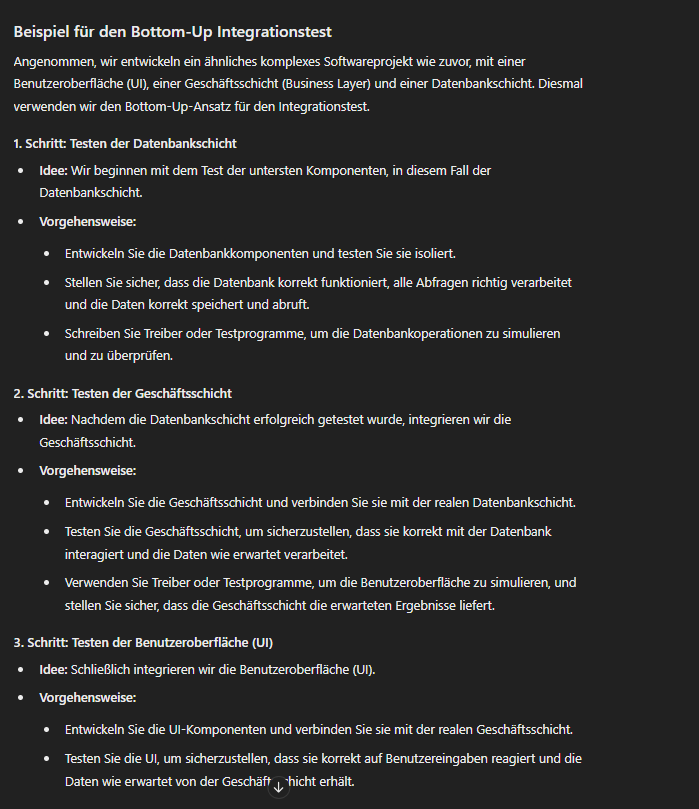 Beispiel für den Bottom-Up Integrationstest
Angenommen, wir entwickeln ein ähnliches komplexes Softwareprojekt wie zuvor, mit einer
Benutzeroberfläche (UI), einer Geschäftsschicht (Business Layer) und einer Datenbankschicht. Diesmal
verwenden wir den Bottom-Up-Ansatz für den Integrationstest.
1. Schritt: Testen der Datenbankschicht
• Idee: Wir beginnen mit dem Test der untersten Komponenten, in diesem Fall der
Datenbankschicht.
• Vorgehensweise:
• Entwickeln Sie die Datenbankkomponenten und testen Sie sie isoliert.
• Stellen Sie sicher, dass die Datenbank korrekt funktioniert, alle Abfragen richtig verarbeitet
und die Daten korrekt speichert und abruft.
• Schreiben Sie Treiber oder Testprogramme, um die Datenbankoperationen zu simulieren
und zu überprüfen.
2. Schritt: Testen der Geschäftsschicht
• Idee: Nachdem die Datenbankschicht erfolgreich getestet wurde, integrieren wir die
Geschäftsschicht.
• Vorgehensweise:
• Entwickeln Sie die Geschäftsschicht und verbinden Sie sie mit der realen Datenbankschicht.
• Testen Sie die Geschäftsschicht, um sicherzustellen, dass sie korrekt mit der Datenbank
interagiert und die Daten wie erwartet verarbeitet.
• Verwenden Sie Treiber oder Testprogramme, um die Benutzeroberfläche zu simulieren, und
stellen Sie sicher, dass die Geschäftsschicht die erwarteten Ergebnisse liefert.
3. Schritt: Testen der Benutzeroberfläche (UI)
• Idee: Schließlich integrieren wir die Benutzeroberfläche (UI).
• Vorgehensweise:
• Entwickeln Sie die UI-Komponenten und verbinden Sie sie mit der realen Geschäftsschicht.
• Testen Sie die UI, um sicherzustellen, dass sie korrekt auf Benutzereingaben reagiert und die
Daten wie erwartet von der Geschäftsschicht erhält.